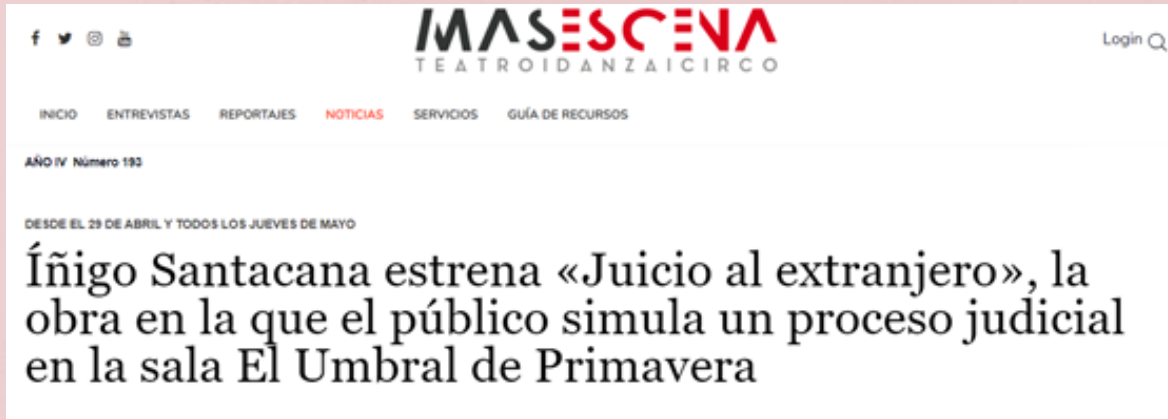 MASESCENA
TEATROIDANZAICIRCO
Login
INICIO ENTREVISTAS REPORTAJES NOTICIAS SERVICIOS GUÍA DE RECURSOS
AÑO IV Número 193
DESDE EL 29 DE ABRIL Y TODOS LOS JUEVES DE MAYO
Íñigo Santacana estrena «Juicio al extranjero», la
obra en la que el público simula un proceso judicial
en la sala El Umbral de Primavera